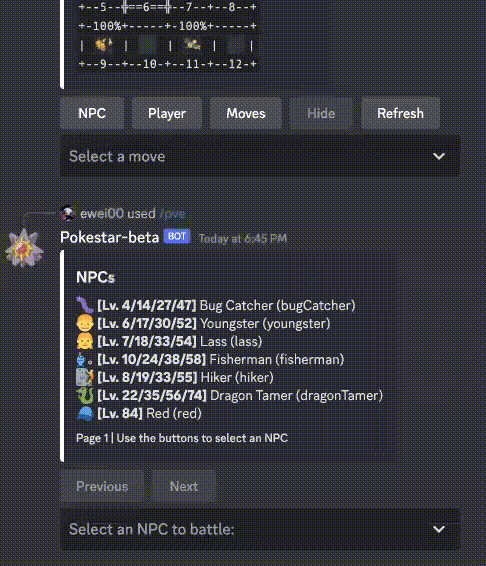 +--5--╬==6==╬--7--+--8--+
+-100%+-----+-100%+-----+
| | | | |
+--9--+--10-+--11-+--12-+
NPC Player Moves Hide Refresh
Select a move
ewei00 used /pve
Pokestar-beta BOT Today at 6:45 PM
NPCs
[Lv. 4/14/27/47] Bug Catcher (bugCatcher)
[Lv. 6/17/30/52] Youngster (youngster)
[Lv. 7/18/33/54] Lass (lass)
[Lv. 10/24/38/58] Fisherman (fisherman)
[Lv. 8/19/33/55] Hiker (hiker)
[Lv. 22/35/56/74] Dragon Tamer (dragonTamer)
[Lv. 84] Red (red)
Page 1 | Use the buttons to select an NPC
Previous Next
Select an NPC to battle: